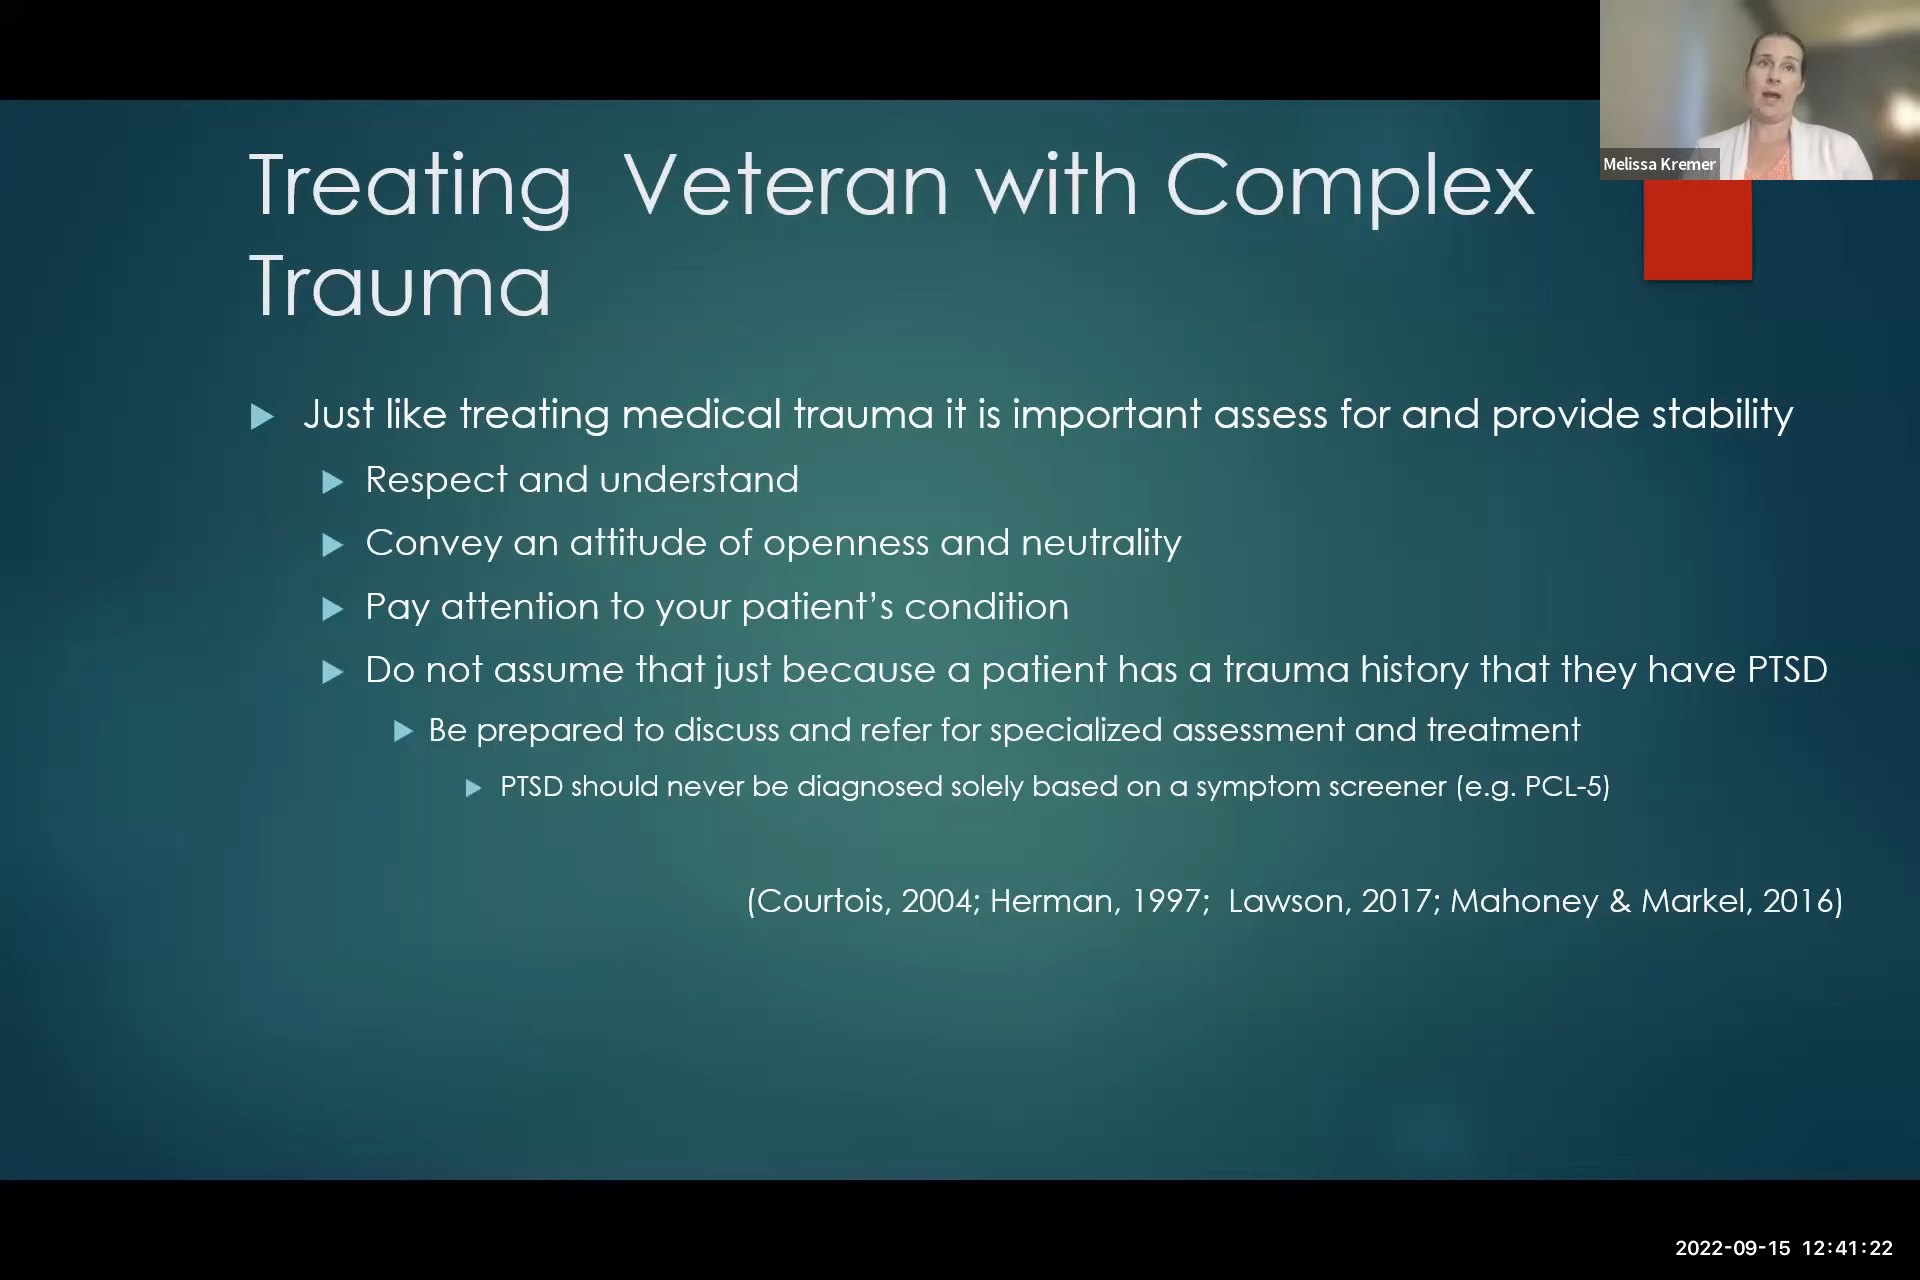 Melissa Kremer
Treating  Veteran with Complex
Trauma
Just like treating medical trauma it is important assess for and provide stability
Respect and understand
Convey an attitude of openness and neutrality
Pay attention to your patient’s condition
Do not assume that just because a patient has a trauma history that they have PTSD
Be prepared to discuss and refer for specialized assessment and treatment
PTSD should never be diagnosed solely based on a symptom screener (e.g. PCL-5)
(Courtois, 2004; Herman, 1997;  Lawson, 2017; Mahoney & Markel, 2016)
2022-09-15 12:41:22